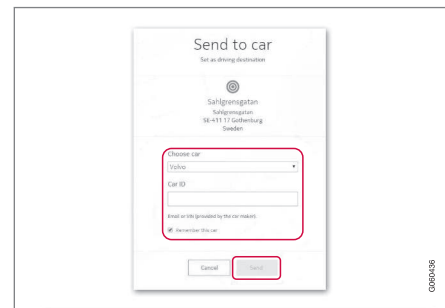 Send to car
Set as driving destination
Sahlgrensgatan
Sahlgrensgatan
SE-411 17 Gothenburg
Sweden
Choose car
Volvo
Car ID
Email or VIN (provided by the car maker)
Remember this car
Cancel
Send
G060436